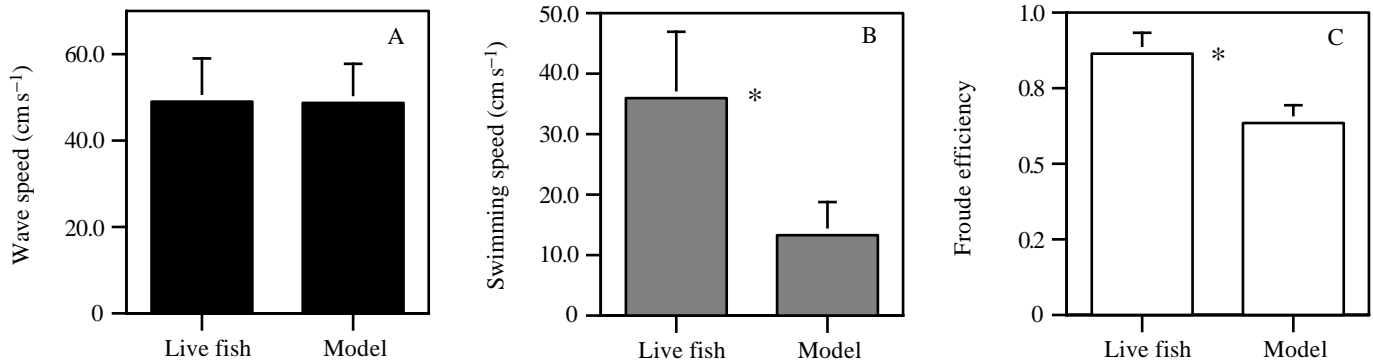 A
Wave speed (cm s−1)
60.0
40.0
20.0
0
Live fish
Model
B
Swimming speed (cm s−1)
50.0
40.0
30.0
20.0
10.0
0
*
Live fish
Model
C
Froude efficiency
1.0
0.8
0.5
0.2
0
*
Live fish
Model